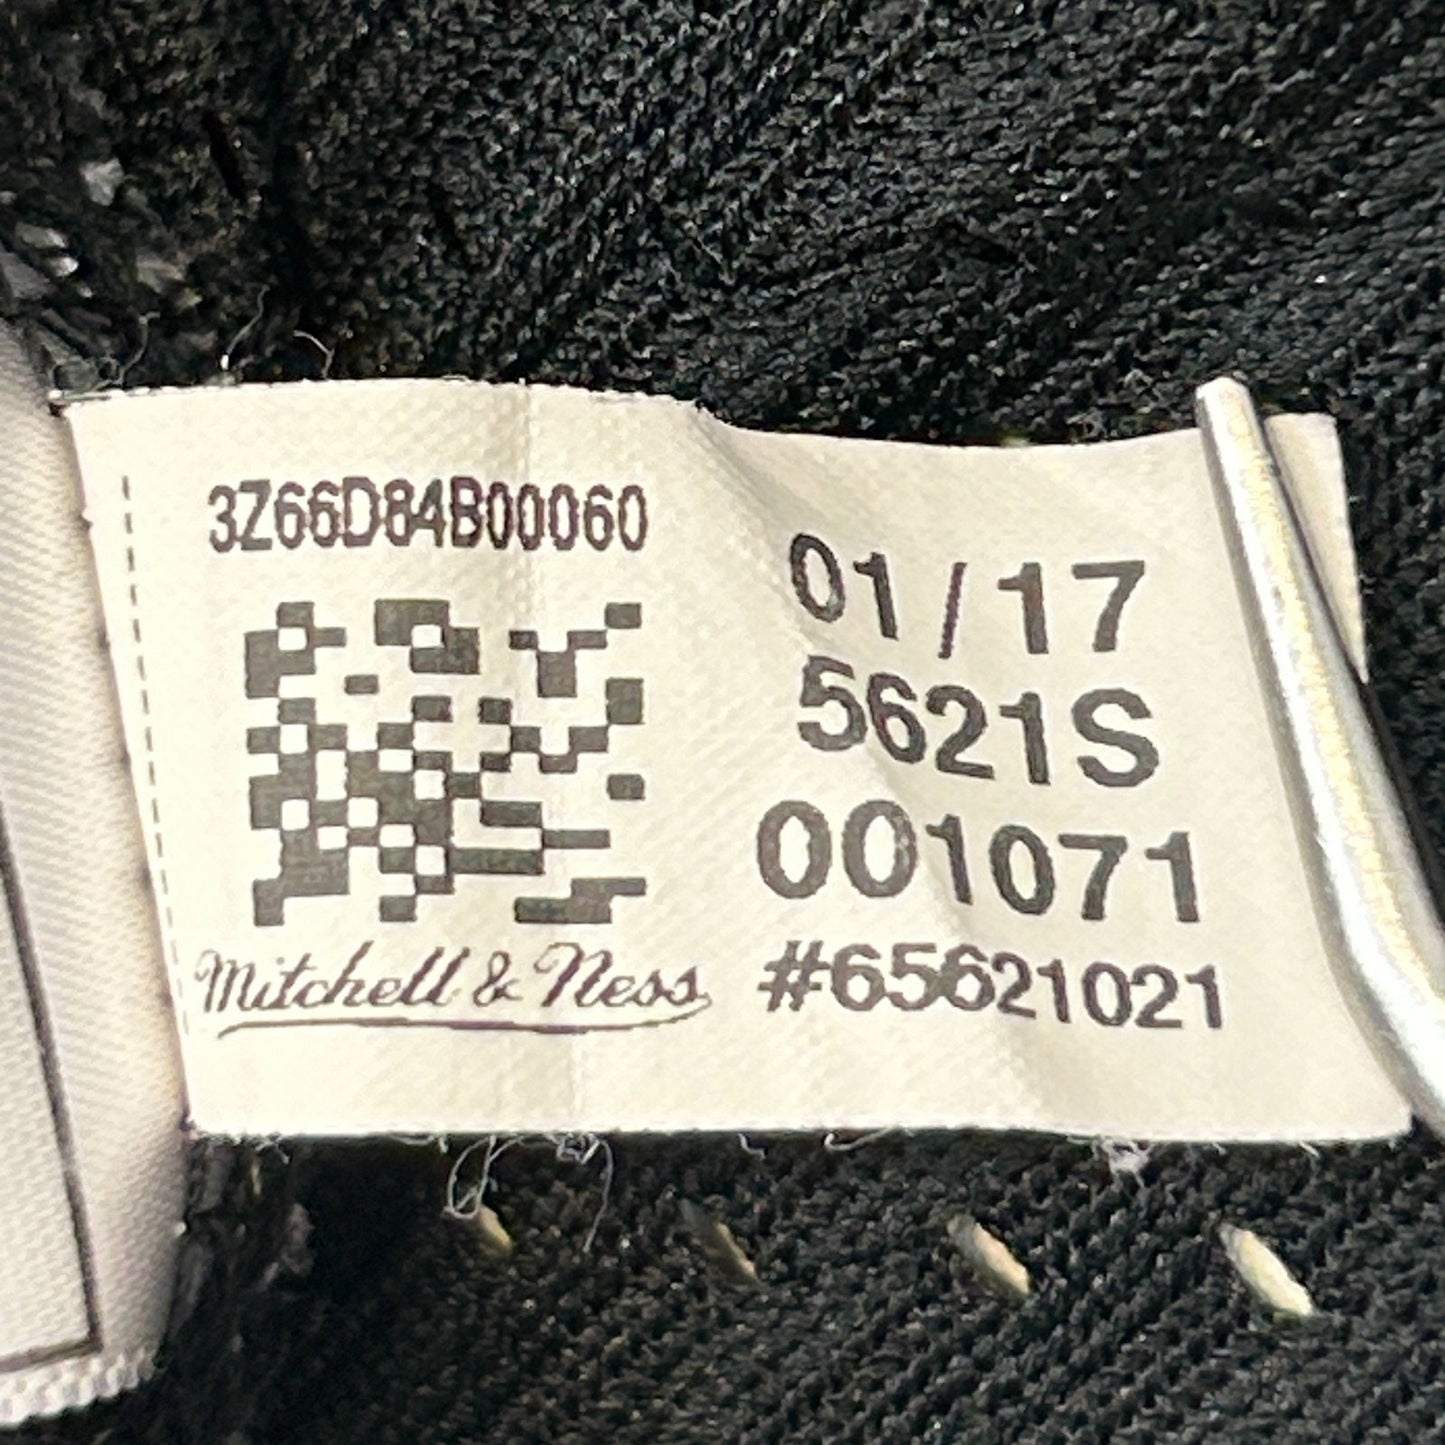 3Z66D84B00060
Mitchell & Ness
01/17
5621S
001071
#65621021